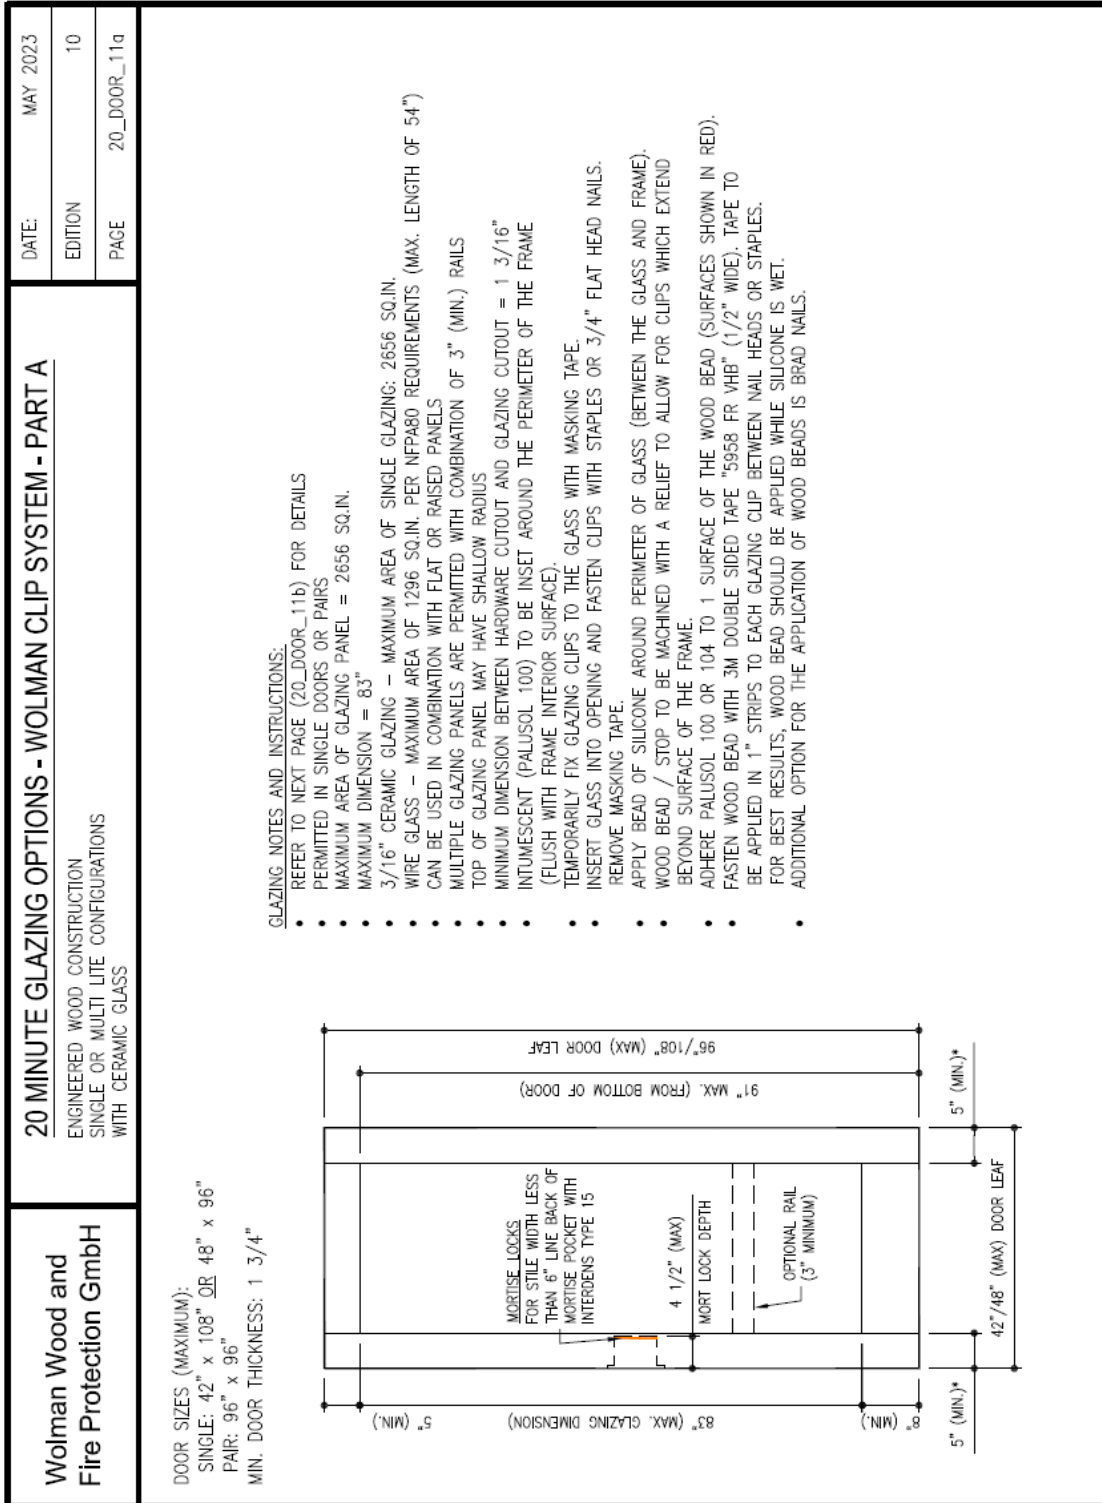 Wolman Wood and
Fire Protection GmbH
20 MINUTE GLAZING OPTIONS - WOLMAN CLIP SYSTEM - PART A
ENGINEERED WOOD CONSTRUCTION
SINGLE OR MULTI LITE CONFIGURATIONS
WITH CERAMIC GLASS
DATE: MAY 2023
EDITION 10
PAGE 20_DOOR_11a
DOOR SIZES (MAXIMUM):
SINGLE: 42" x 108" OR 48" x 96"
PAIR: 96" x 96"
MIN. DOOR THICKNESS: 1 3/4"
GLAZING NOTES AND INSTRUCTIONS:
• REFER TO NEXT PAGE (20_DOOR_11b) FOR DETAILS
• PERMITTED IN SINGLE DOORS OR PAIRS
• MAXIMUM AREA OF GLAZING PANEL = 2656 SQ.IN.
• MAXIMUM DIMENSION = 83"
• 3/16" CERAMIC GLAZING – MAXIMUM AREA OF SINGLE GLAZING: 2656 SQ.IN.
• WIRE GLASS – MAXIMUM AREA OF 1296 SQ.IN. PER NFPA80 REQUIREMENTS (MAX. LENGTH OF 54")
• CAN BE USED IN COMBINATION WITH FLAT OR RAISED PANELS
• MULTIPLE GLAZING PANELS ARE PERMITTED WITH COMBINATION OF 3" (MIN.) RAILS
• TOP OF GLAZING PANEL MAY HAVE SHALLOW RADIUS
• MINIMUM DIMENSION BETWEEN HARDWARE CUTOUT AND GLAZING CUTOUT = 1 3/16"
• INTUMESCENT (PALUSOL 100) TO BE INSET AROUND THE PERIMETER OF THE FRAME
(FLUSH WITH FRAME INTERIOR SURFACE).
• TEMPORARILY FIX GLAZING CLIPS TO THE GLASS WITH MASKING TAPE.
• INSERT GLASS INTO OPENING AND FASTEN CLIPS WITH STAPLES OR 3/4" FLAT HEAD NAILS.
REMOVE MASKING TAPE.
• APPLY BEAD OF SILICONE AROUND PERIMETER OF GLASS (BETWEEN THE GLASS AND FRAME).
• WOOD BEAD / STOP TO BE MACHINED WITH A RELIEF TO ALLOW FOR CLIPS WHICH EXTEND
BEYOND SURFACE OF THE FRAME.
• ADHERE PALUSOL 100 OR 104 TO 1 SURFACE OF THE WOOD BEAD (SURFACES SHOWN IN RED).
• FASTEN WOOD BEAD WITH 3M DOUBLE SIDED TAPE "5958 FR VHB" (1/2" WIDE). TAPE TO
BE APPLIED IN 1" STRIPS TO EACH GLAZING CLIP BETWEEN NAIL HEADS OR STAPLES.
FOR BEST RESULTS, WOOD BEAD SHOULD BE APPLIED WHILE SILICONE IS WET.
• ADDITIONAL OPTION FOR THE APPLICATION OF WOOD BEADS IS BRAD NAILS.
5" (MIN.)
83" (MAX. GLAZING DIMENSION)
8" (MIN.)
MORTISE LOCKS
FOR STILE WIDTH LESS
THAN 6" LINE BACK OF
MORTISE POCKET WITH
INTERDENS TYPE 15
4 1/2" (MAX)
MORT LOCK DEPTH
OPTIONAL RAIL
(3" MINIMUM)
91" MAX. (FROM BOTTOM OF DOOR)
96"/108" (MAX) DOOR LEAF
5" (MIN.)*
5" (MIN.)*
42"/48" (MAX) DOOR LEAF